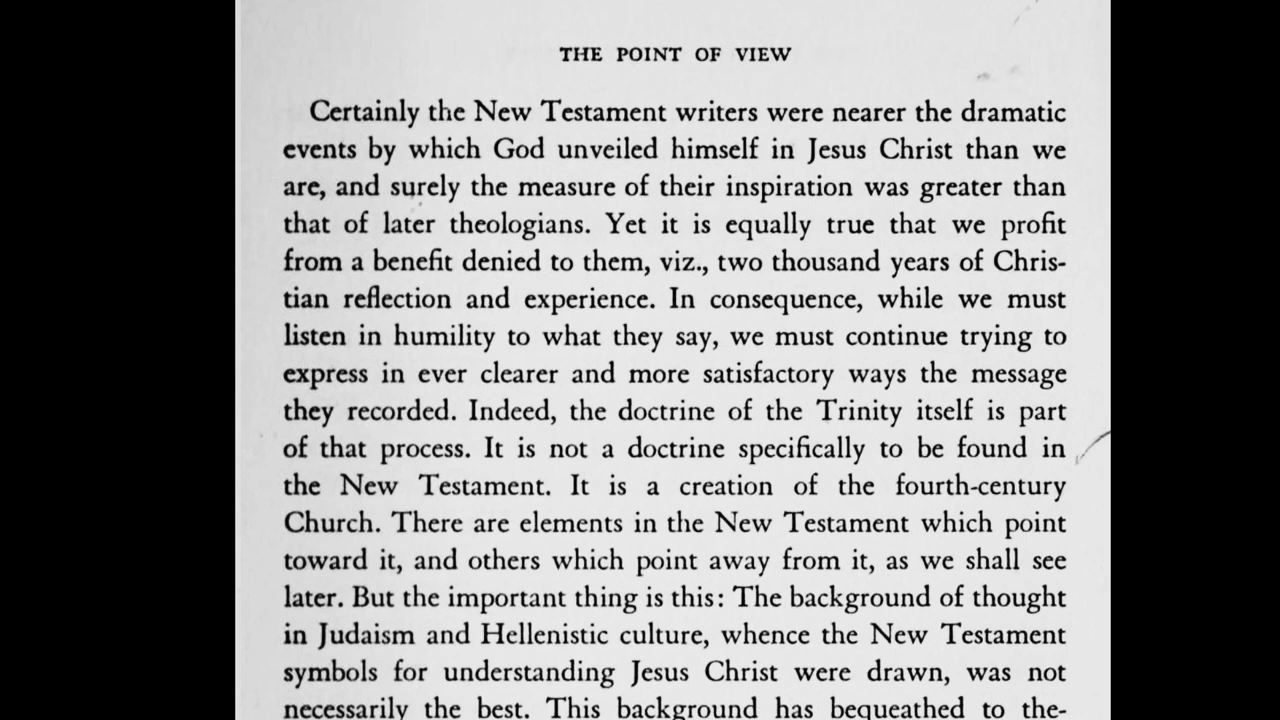 THE POINT OF VIEW
Certainly the New Testament writers were nearer the dramatic
events by which God unveiled himself in Jesus Christ than we
are, and surely the measure of their inspiration was greater than
that of later theologians. Yet it is equally true that we profit
from a benefit denied to them, viz., two thousand years of Chris-
tian reflection and experience. In consequence, while we must
listen in humility to what they say, we must continue trying to
express in ever clearer and more satisfactory ways the message
they recorded. Indeed, the doctrine of the Trinity itself is part
of that process. It is not a doctrine specifically to be found in
the New Testament. It is a creation of the fourth-century
Church. There are elements in the New Testament which point
toward it, and others which point away from it, as we shall see
later. But the important thing is this: The background of thought
in Judaism and Hellenistic culture, whence the New Testament
symbols for understanding Jesus Christ were drawn, was not
necessarily the best. This background has bequeathed to the-